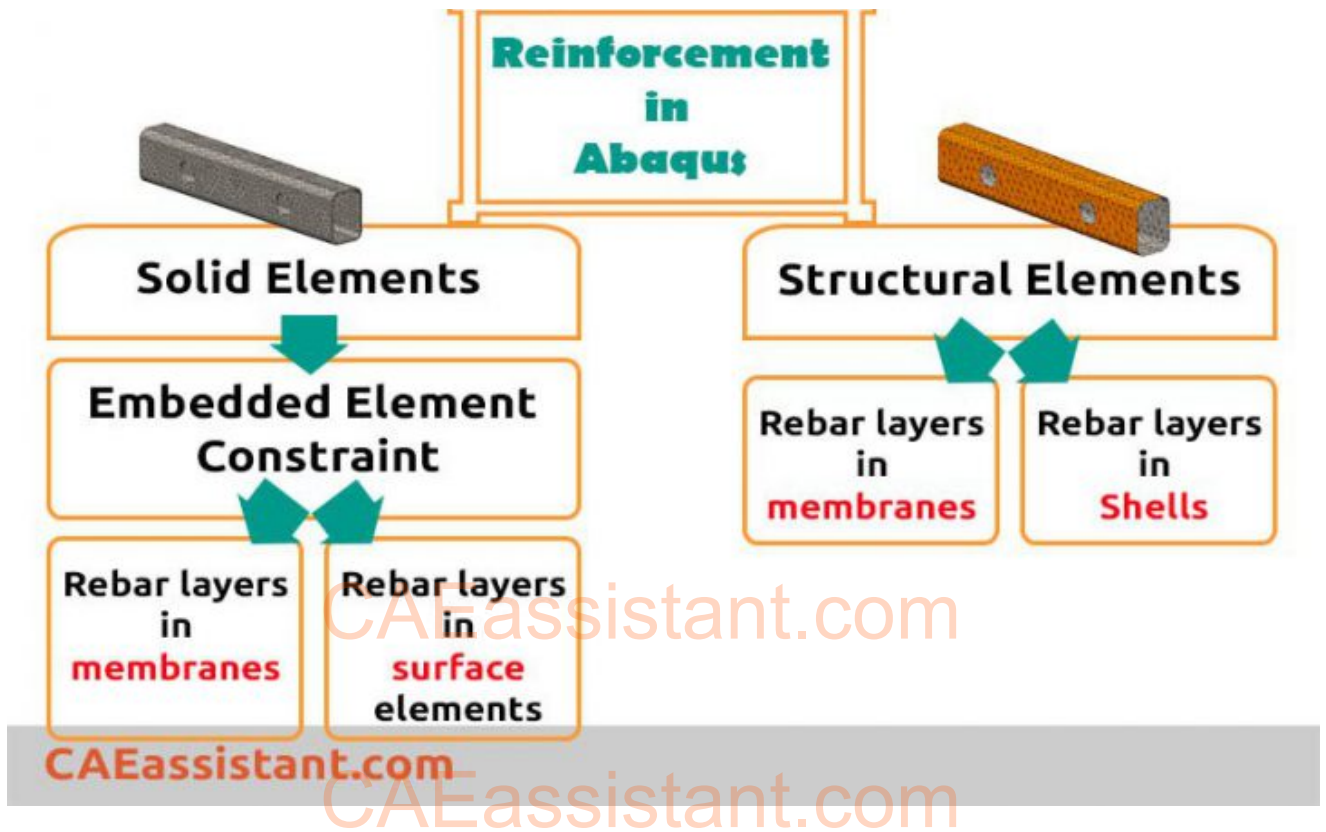 Reinforcement
in
Abaqus
Solid Elements
Embedded Element
Constraint
Rebar layers
in
membranes
Rebar layers
in
surface
elements
Structural Elements
Rebar layers
in
membranes
Rebar layers
in
Shells
CAEassistant.com
CAEassistant.com
CAEassistant.com